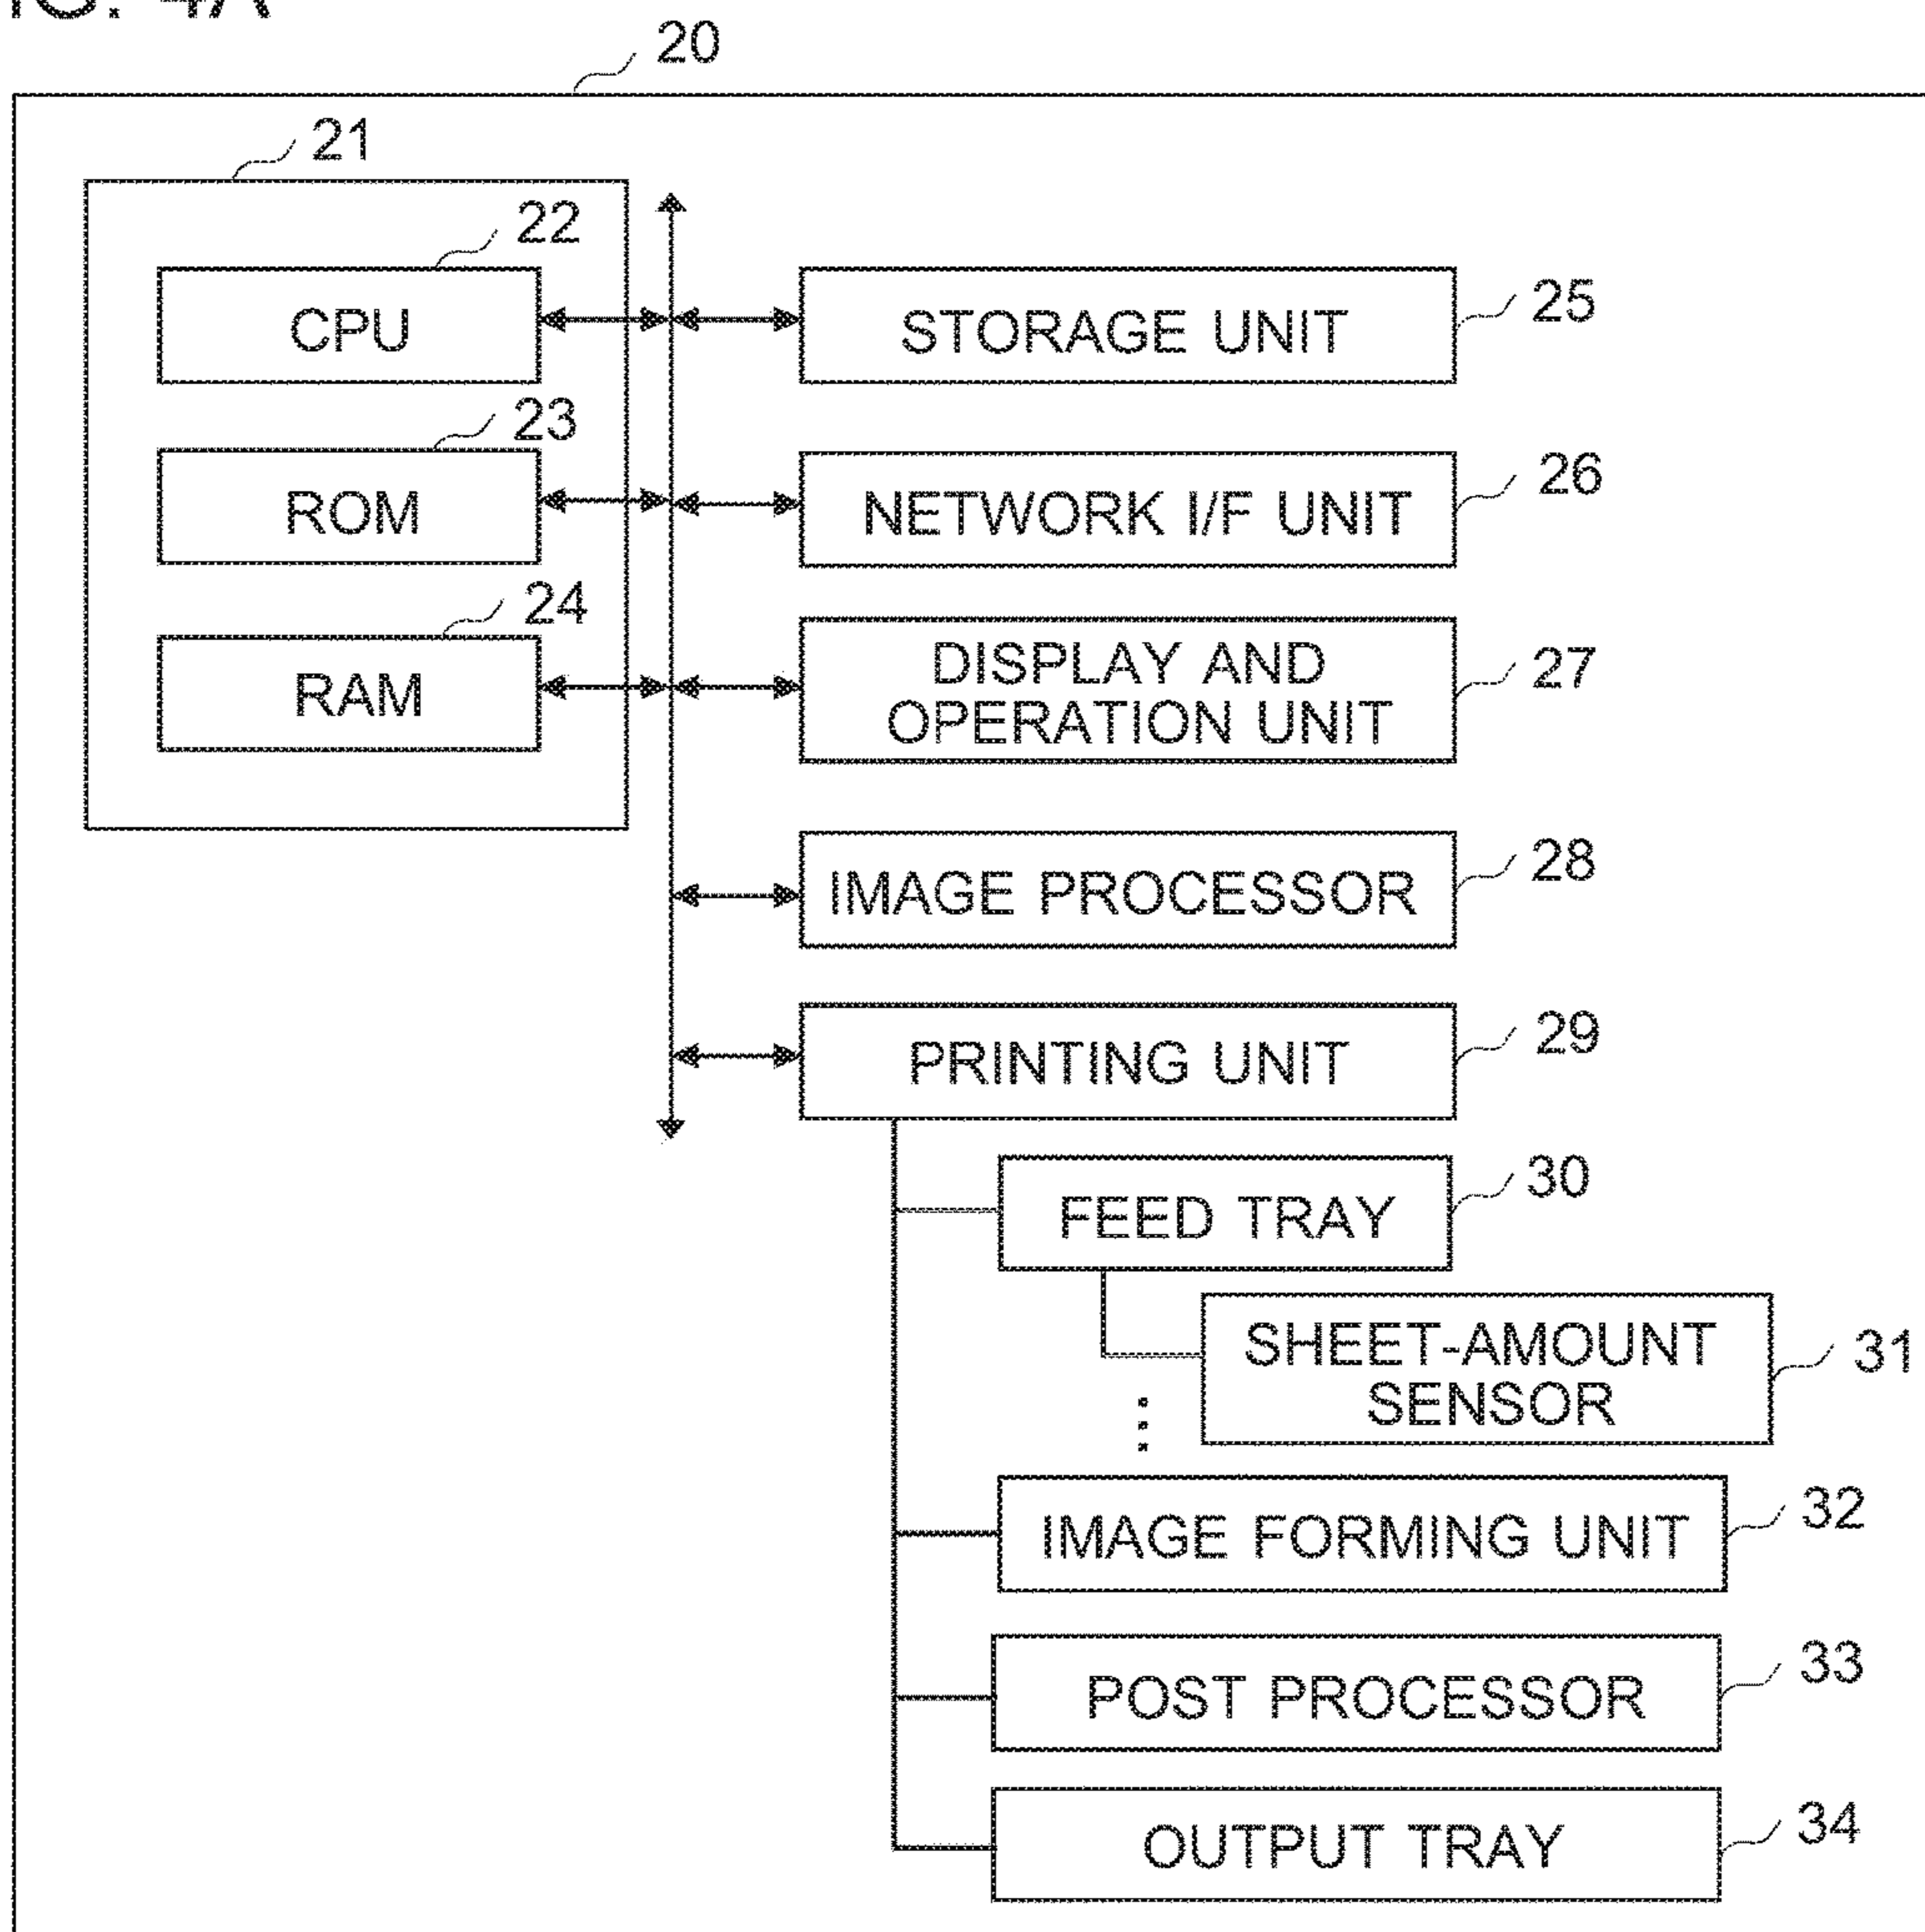 FIG. 4A
20
21
22
CPU
23
ROM
24
RAM
STORAGE UNIT
25
NETWORK I/F UNIT
26
DISPLAY AND
OPERATION UNIT
27
IMAGE PROCESSOR
28
PRINTING UNIT
29
FEED TRAY
30
SHEET-AMOUNT
SENSOR
31
IMAGE FORMING UNIT
32
POST PROCESSOR
33
OUTPUT TRAY
34